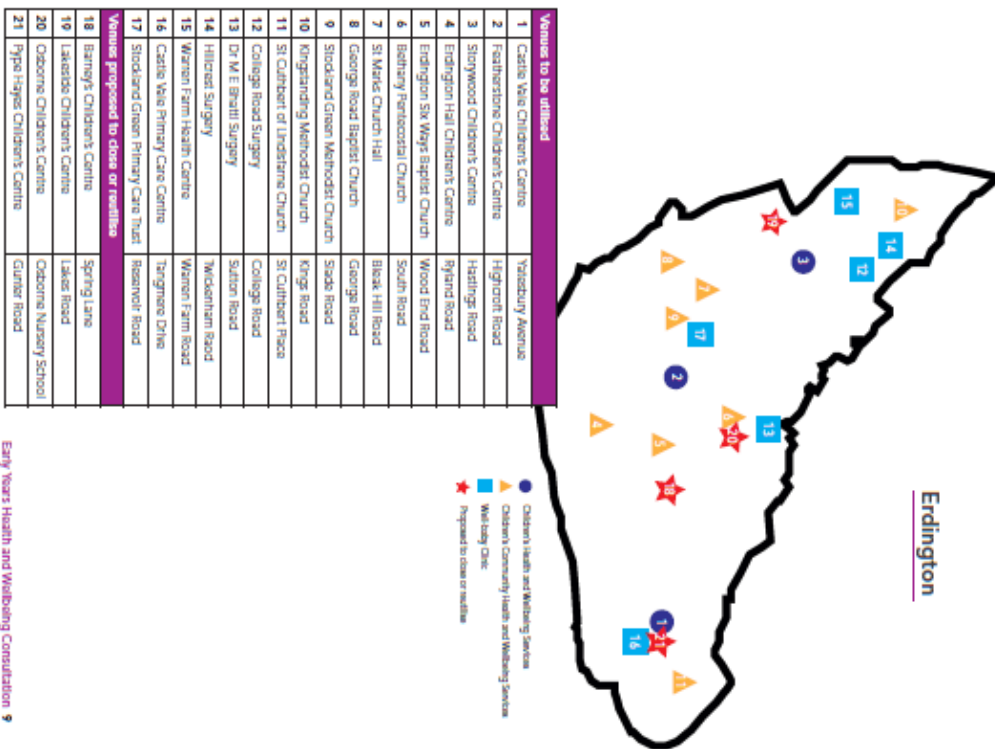 Erdington
15
10
14
12
19
3
8
7
9
17
2
4
5
6
20
13
18
1
21
16
11
Children's Health and Wellbeing Services
Children's Community Health and Wellbeing Services
Well-baby Clinic
Proposed to close or reutilise
Venues to be utilised
1 Castle Vale Children's Centre Yatesbury Avenue
2 Featherstone Children's Centre Highcroft Road
3 Storywood Children's Centre Hastings Road
4 Erdington Hall Children's Centre Ryland Road
5 Erdington Six Ways Baptist Church Wood End Road
6 Bethany Pentecostal Church South Road
7 St Marks Church Hall Bleak Hill Road
8 George Road Baptist Church George Road
9 Stockland Green Methodist Church Slade Road
10 Kingstanding Methodist Church Kings Road
11 St Cuthbert of Lindisfarne Church St Cuthbert Place
12 College Road Surgery College Road
13 Dr M E Bhatti Surgery Sutton Road
14 Hillcrest Surgery Twickenham Raod
15 Warren Farm Health Centre Warren Farm Road
16 Castle Vale Primary Care Centre Tangmere Drive
17 Stockland Green Primary Care Trust Reservoir Road
Venues proposed to close or reutilise
18 Barney's Children's Centre Spring Lane
19 Lakeside Children's Centre Lakes Road
20 Osborne Children's Centre Osborne Nursery School
21 Pype Hayes Children's Centre Gunter Road
Early Years Health and Wellbeing Consultation 9